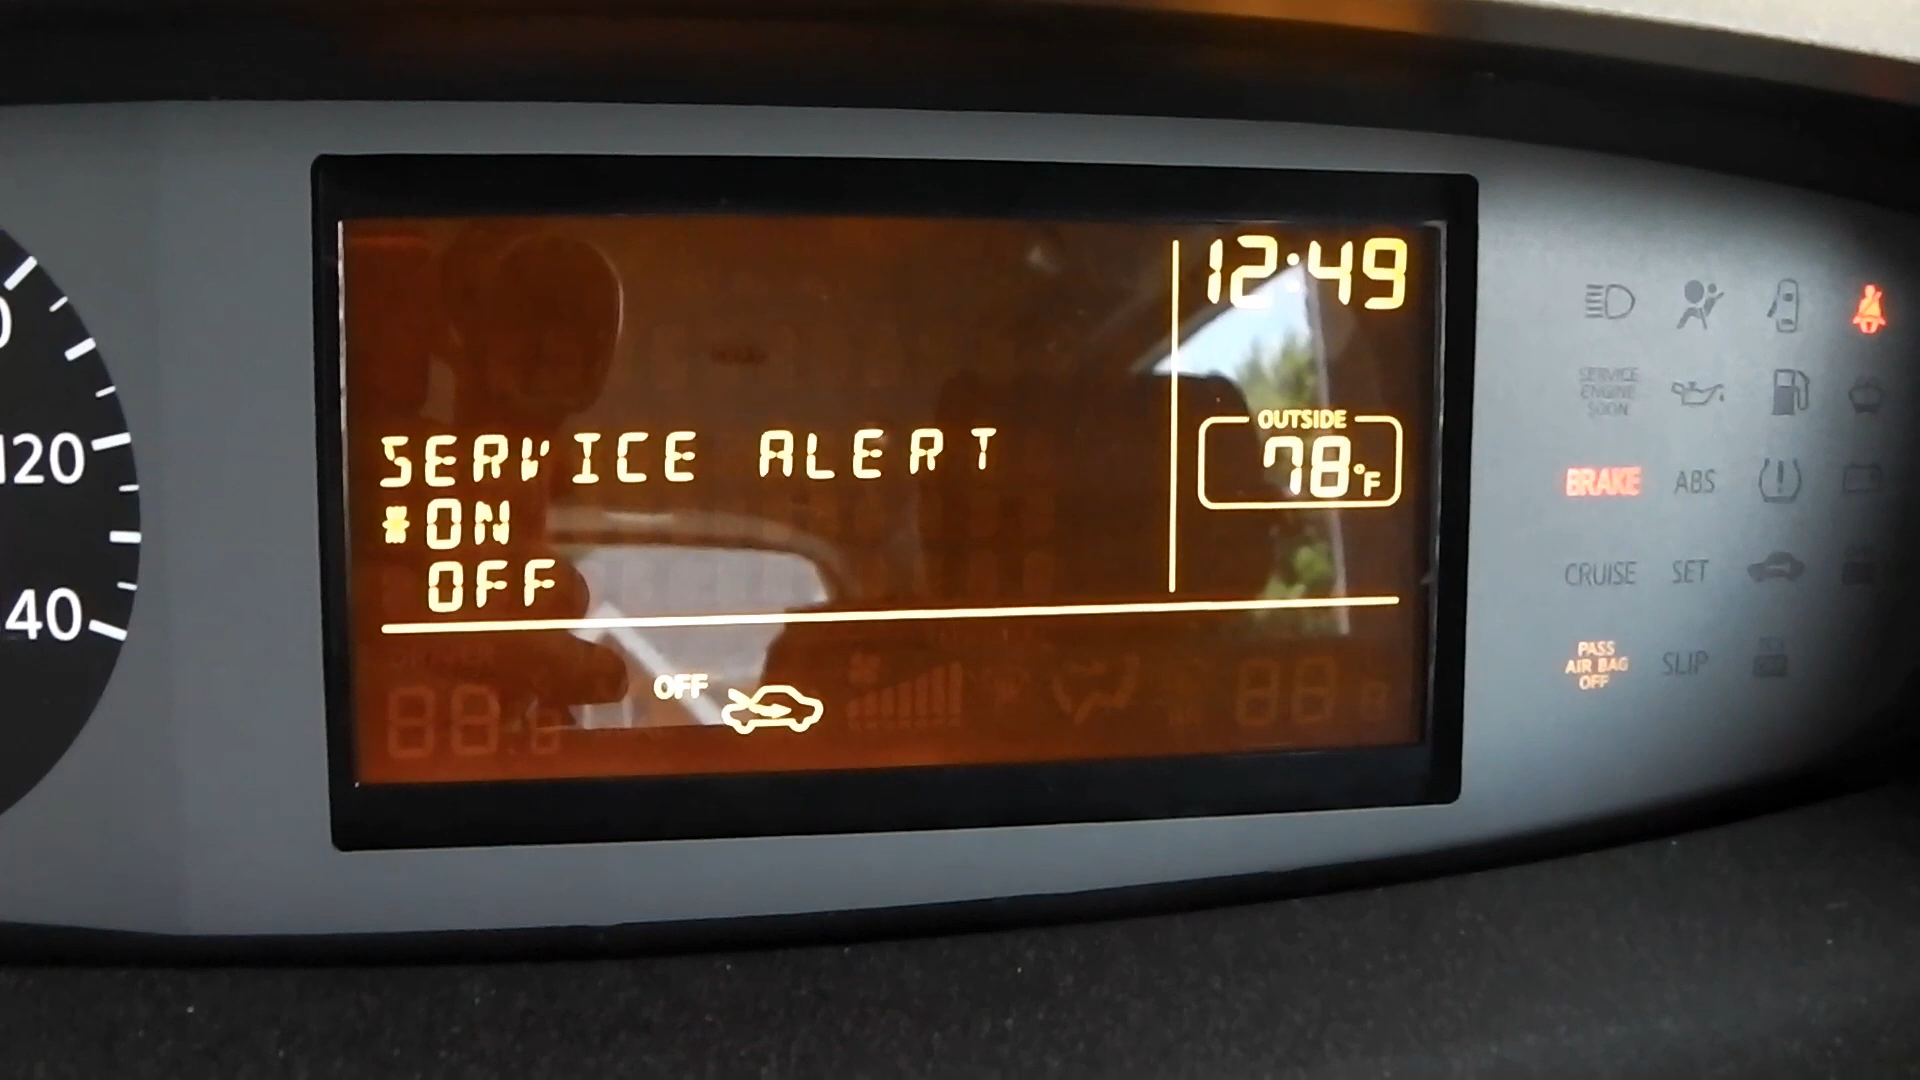 12:49
OUTSIDE
78°F
SERVICE ALERT
*ON
OFF
OFF
120
40
SERVICE
ENGINE
SOON
BRAKE ABS
CRUISE SET
PASS
AIR BAG
OFF
SLIP